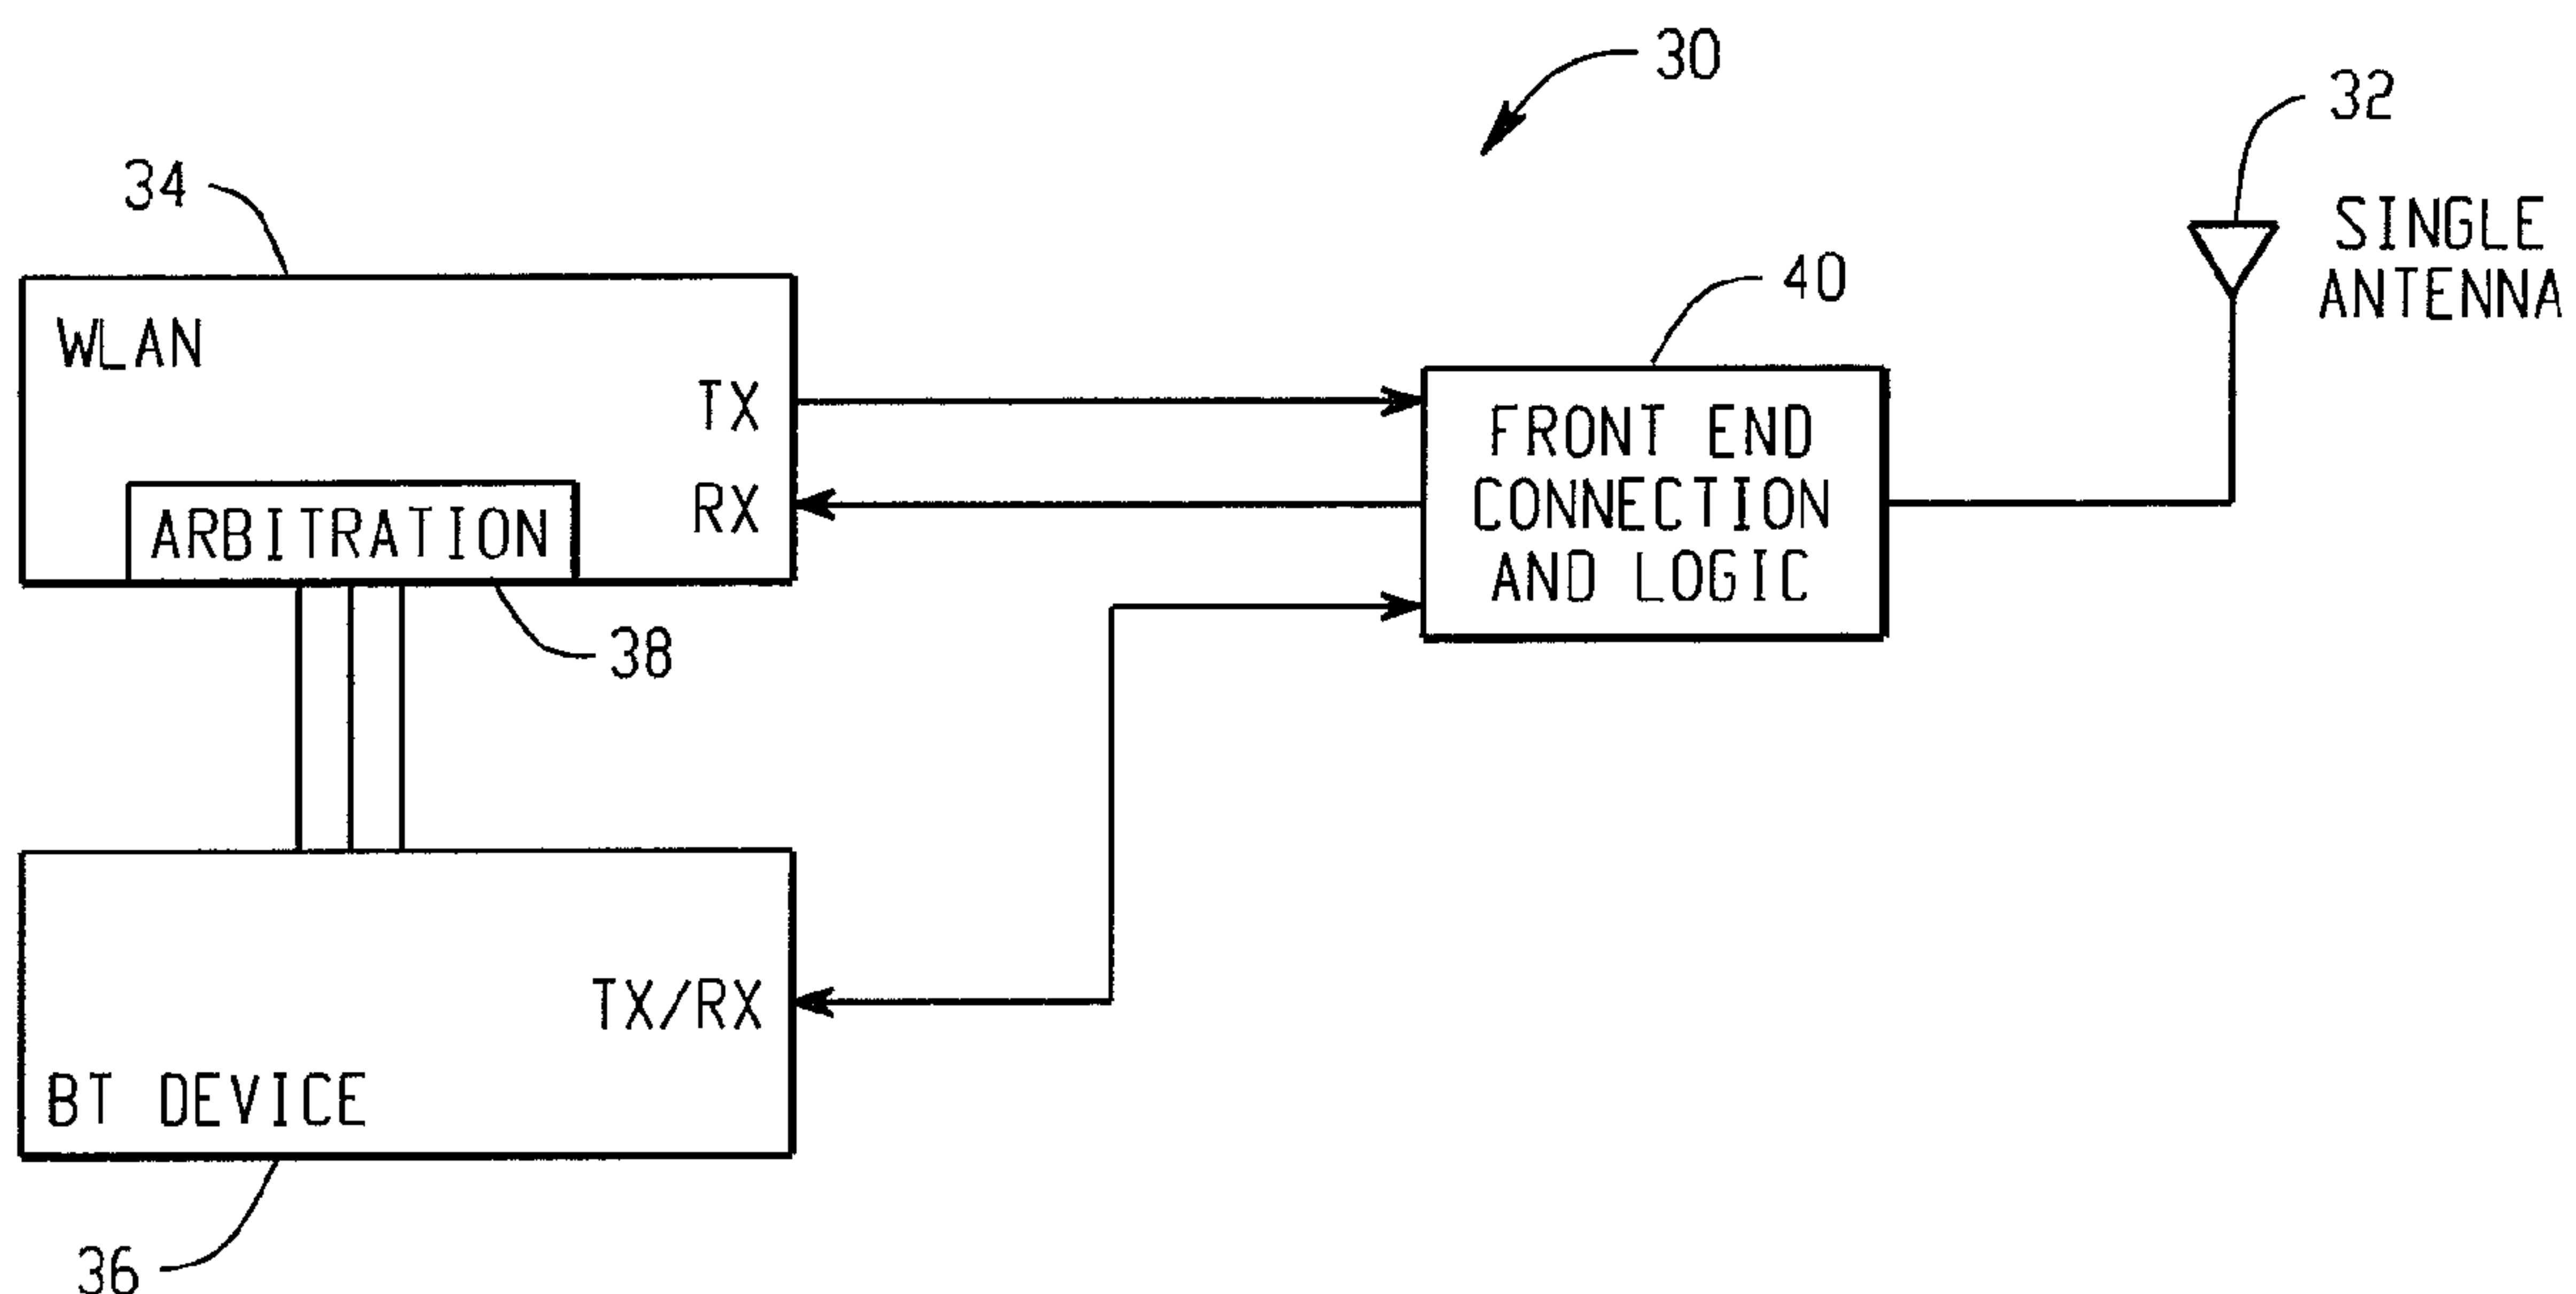 30
32
SINGLE
ANTENNA
34
WLAN
TX
RX
ARBITRATION
38
40
FRONT END
CONNECTION
AND LOGIC
TX/RX
BT DEVICE
36